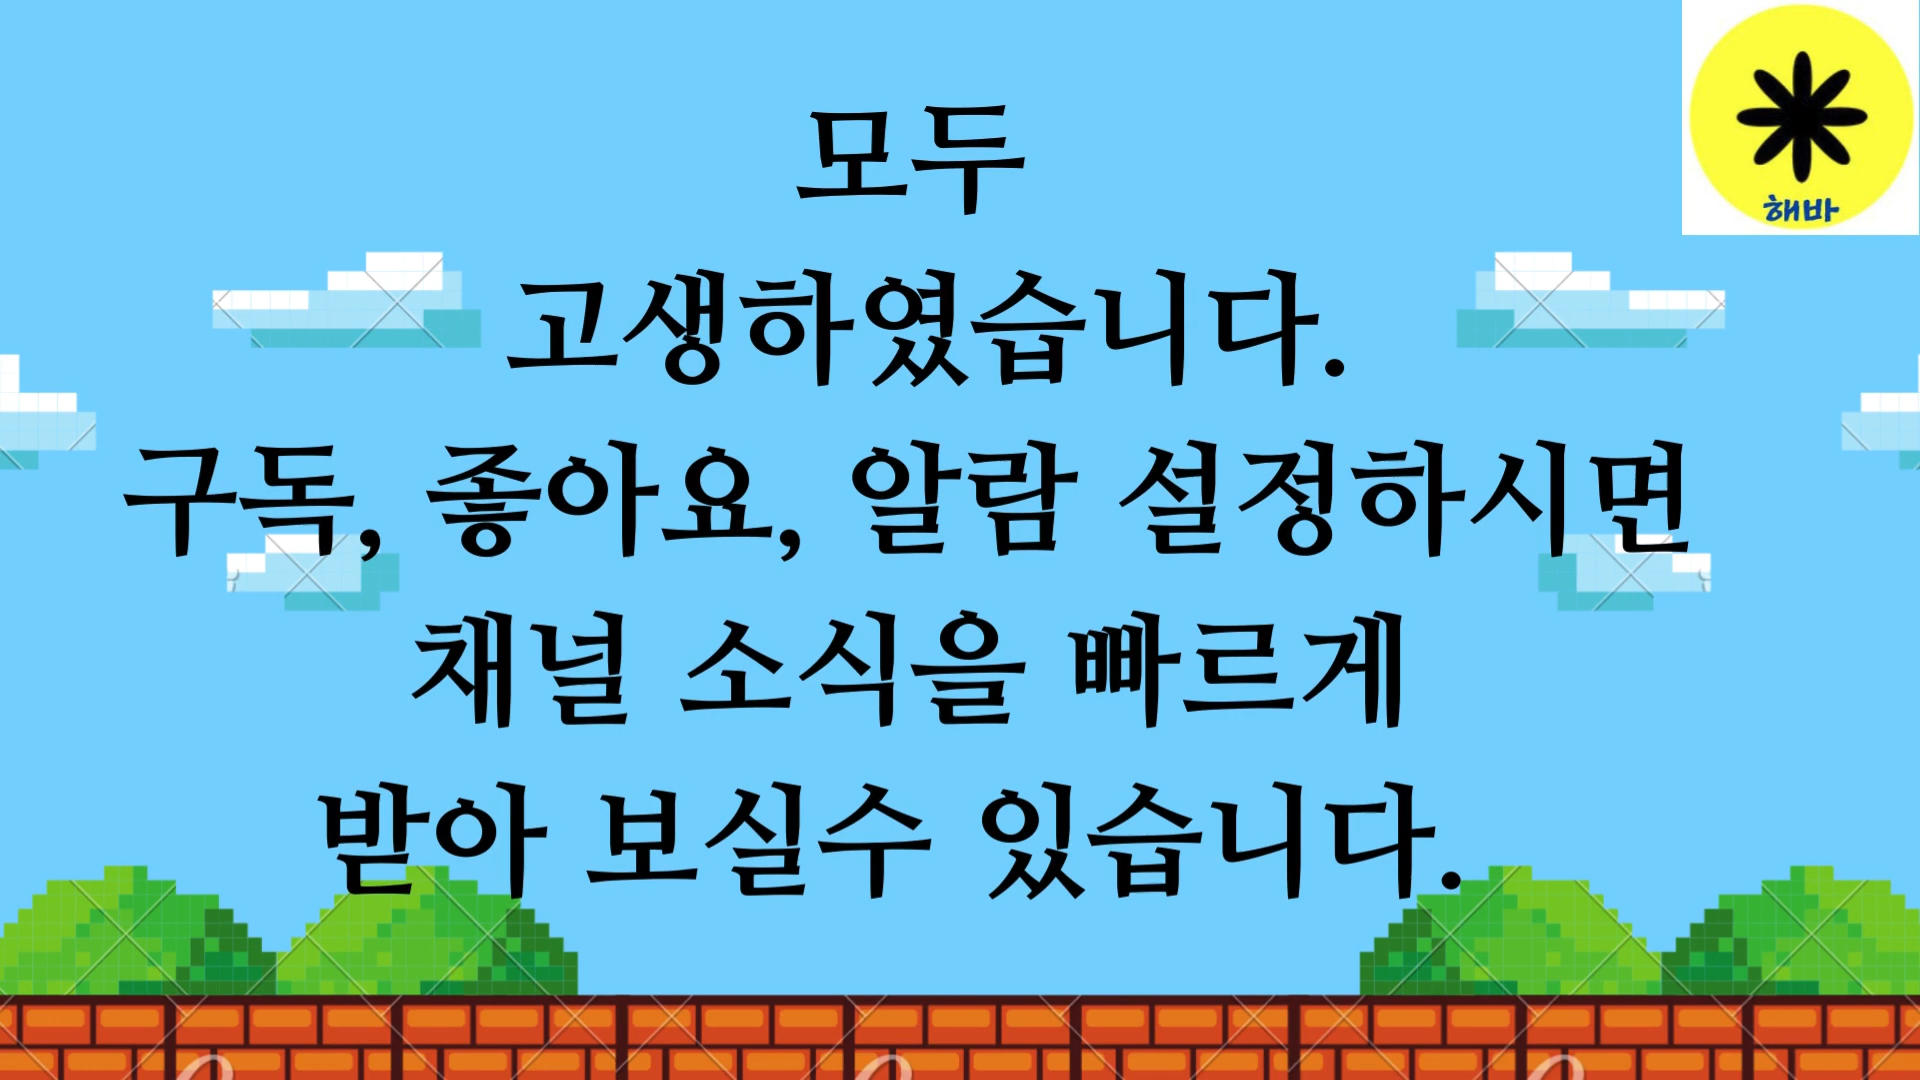 해바
모두
고생하였습니다.
구독, 좋아요, 알람 설정하시면
채널 소식을 빠르게
받아 보실수 있습니다.